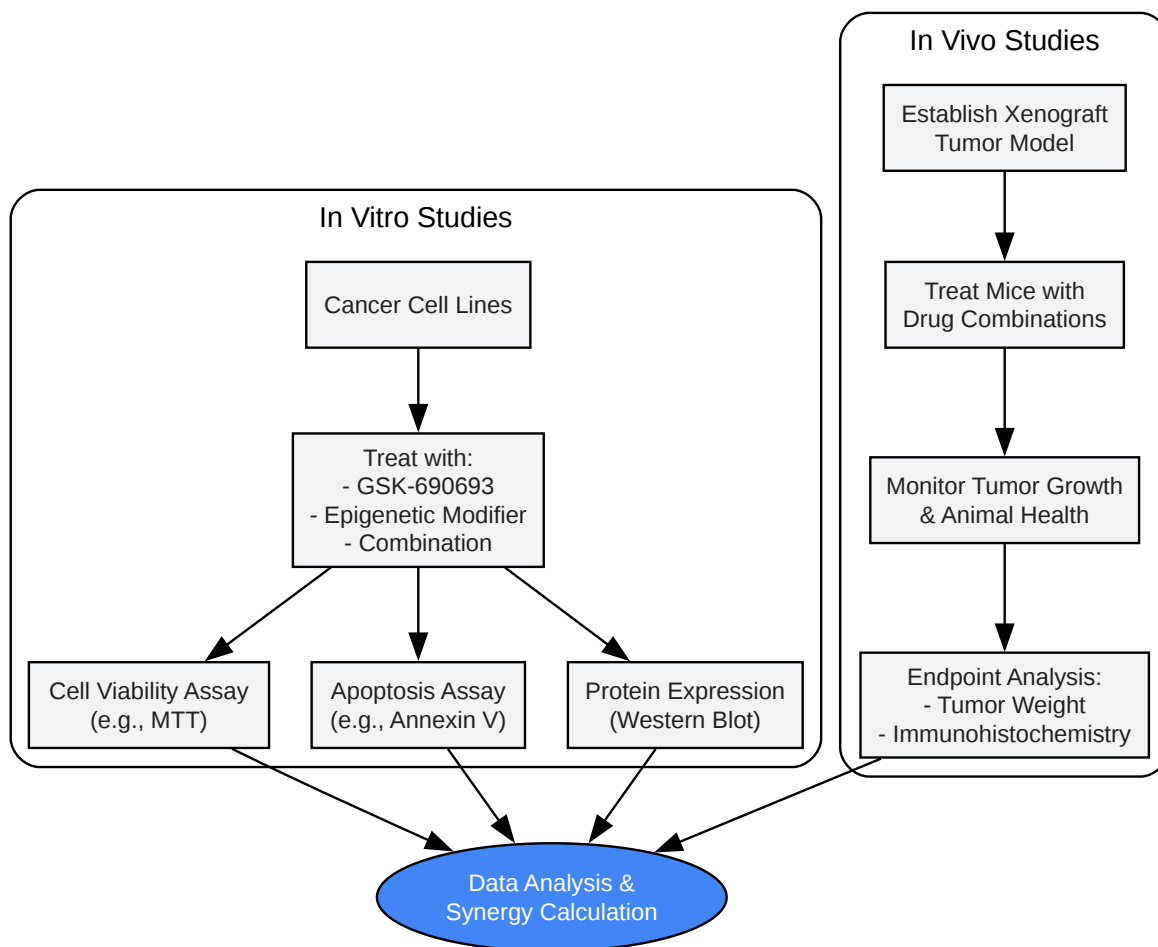 In Vitro Studies
Cancer Cell Lines
Treat with:
- GSK-690693
- Epigenetic Modifier
- Combination
Cell Viability Assay
(e.g., MTT)
Apoptosis Assay
(e.g., Annexin V)
Protein Expression
(Western Blot)
In Vivo Studies
Establish Xenograft
Tumor Model
Treat Mice with
Drug Combinations
Monitor Tumor Growth
& Animal Health
Endpoint Analysis:
- Tumor Weight
- Immunohistochemistry
Data Analysis &
Synergy Calculation